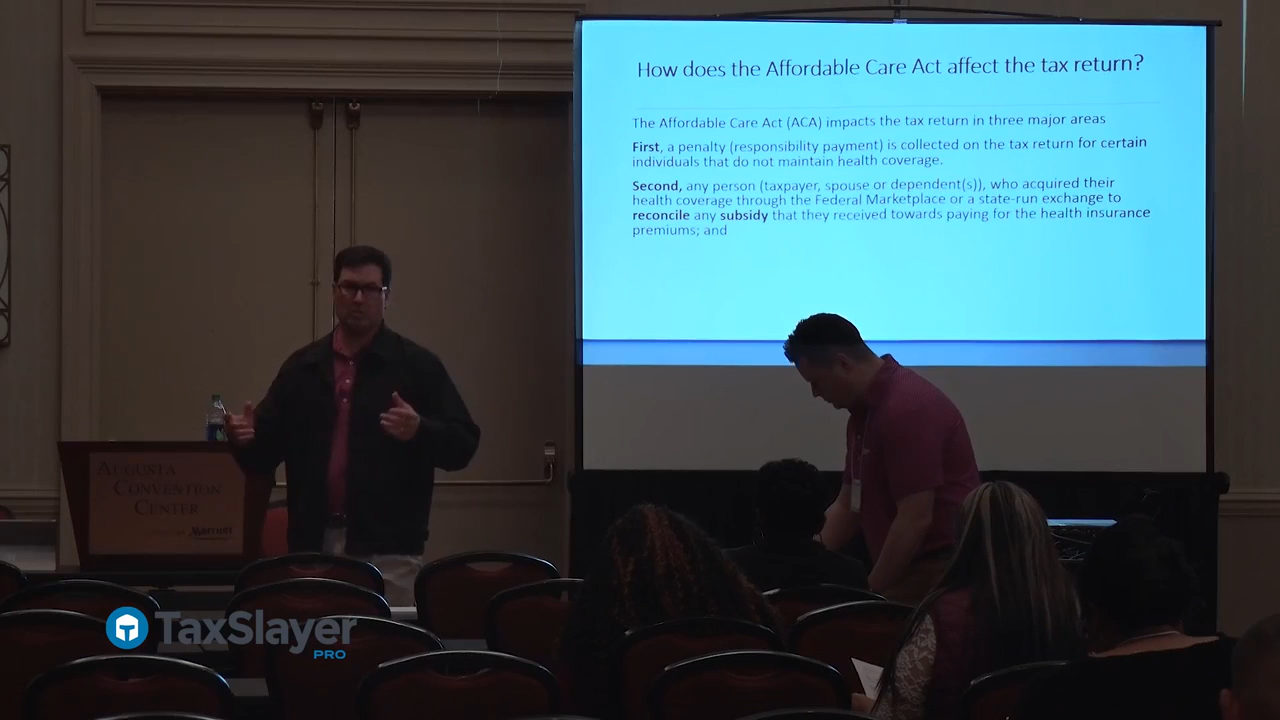 How does the Affordable Care Act affect the tax return?
The Affordable Care Act (ACA) impacts the tax return in three major areas
First, a penalty (responsibility payment) is collected on the tax return for certain
individuals that do not maintain health coverage.
Second, any person (taxpayer, spouse or dependent(s)), who acquired their
health coverage through the Federal Marketplace or a state-run exchange to
reconcile any subsidy that they received towards paying for the health insurance
premiums; and
AUGUSTA
CONVENTION
CENTER
Marriott
TaxSlayer
PRO